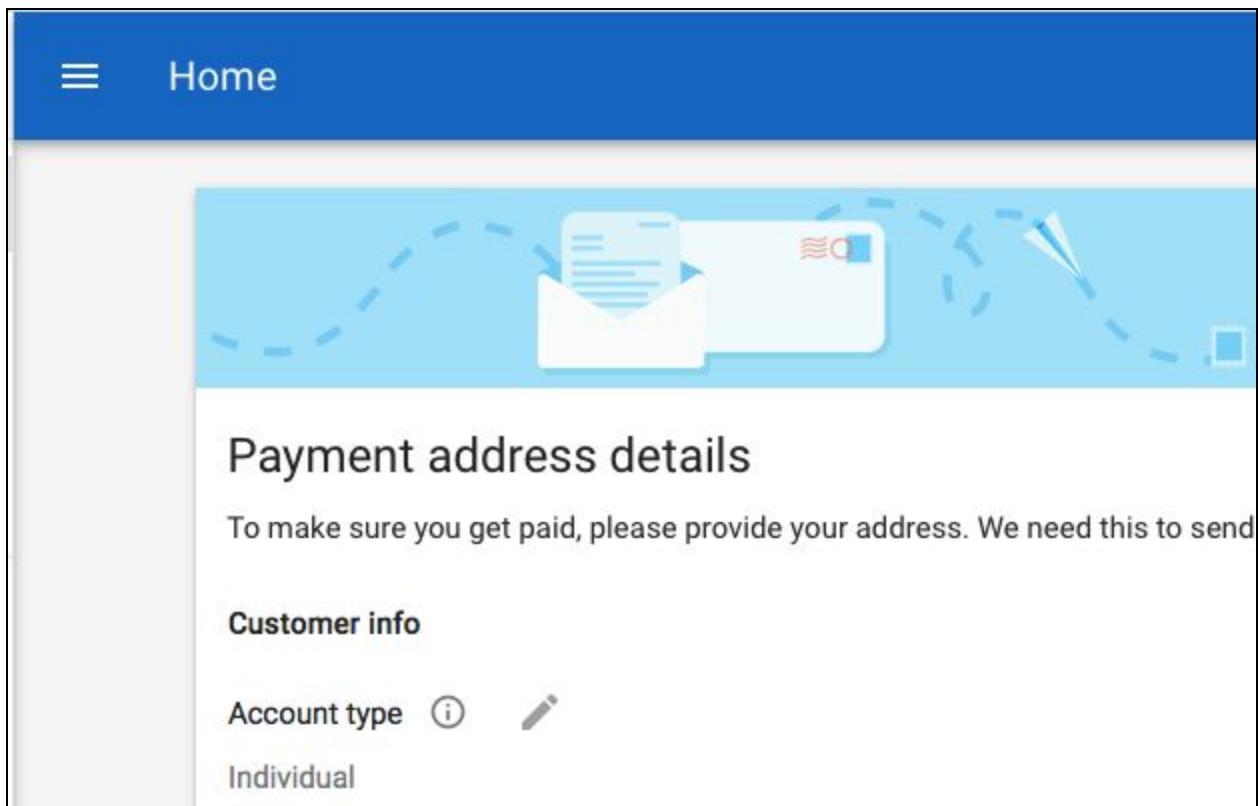 Home
Payment address details
To make sure you get paid, please provide your address. We need this to send
Customer info
Account type
Individual